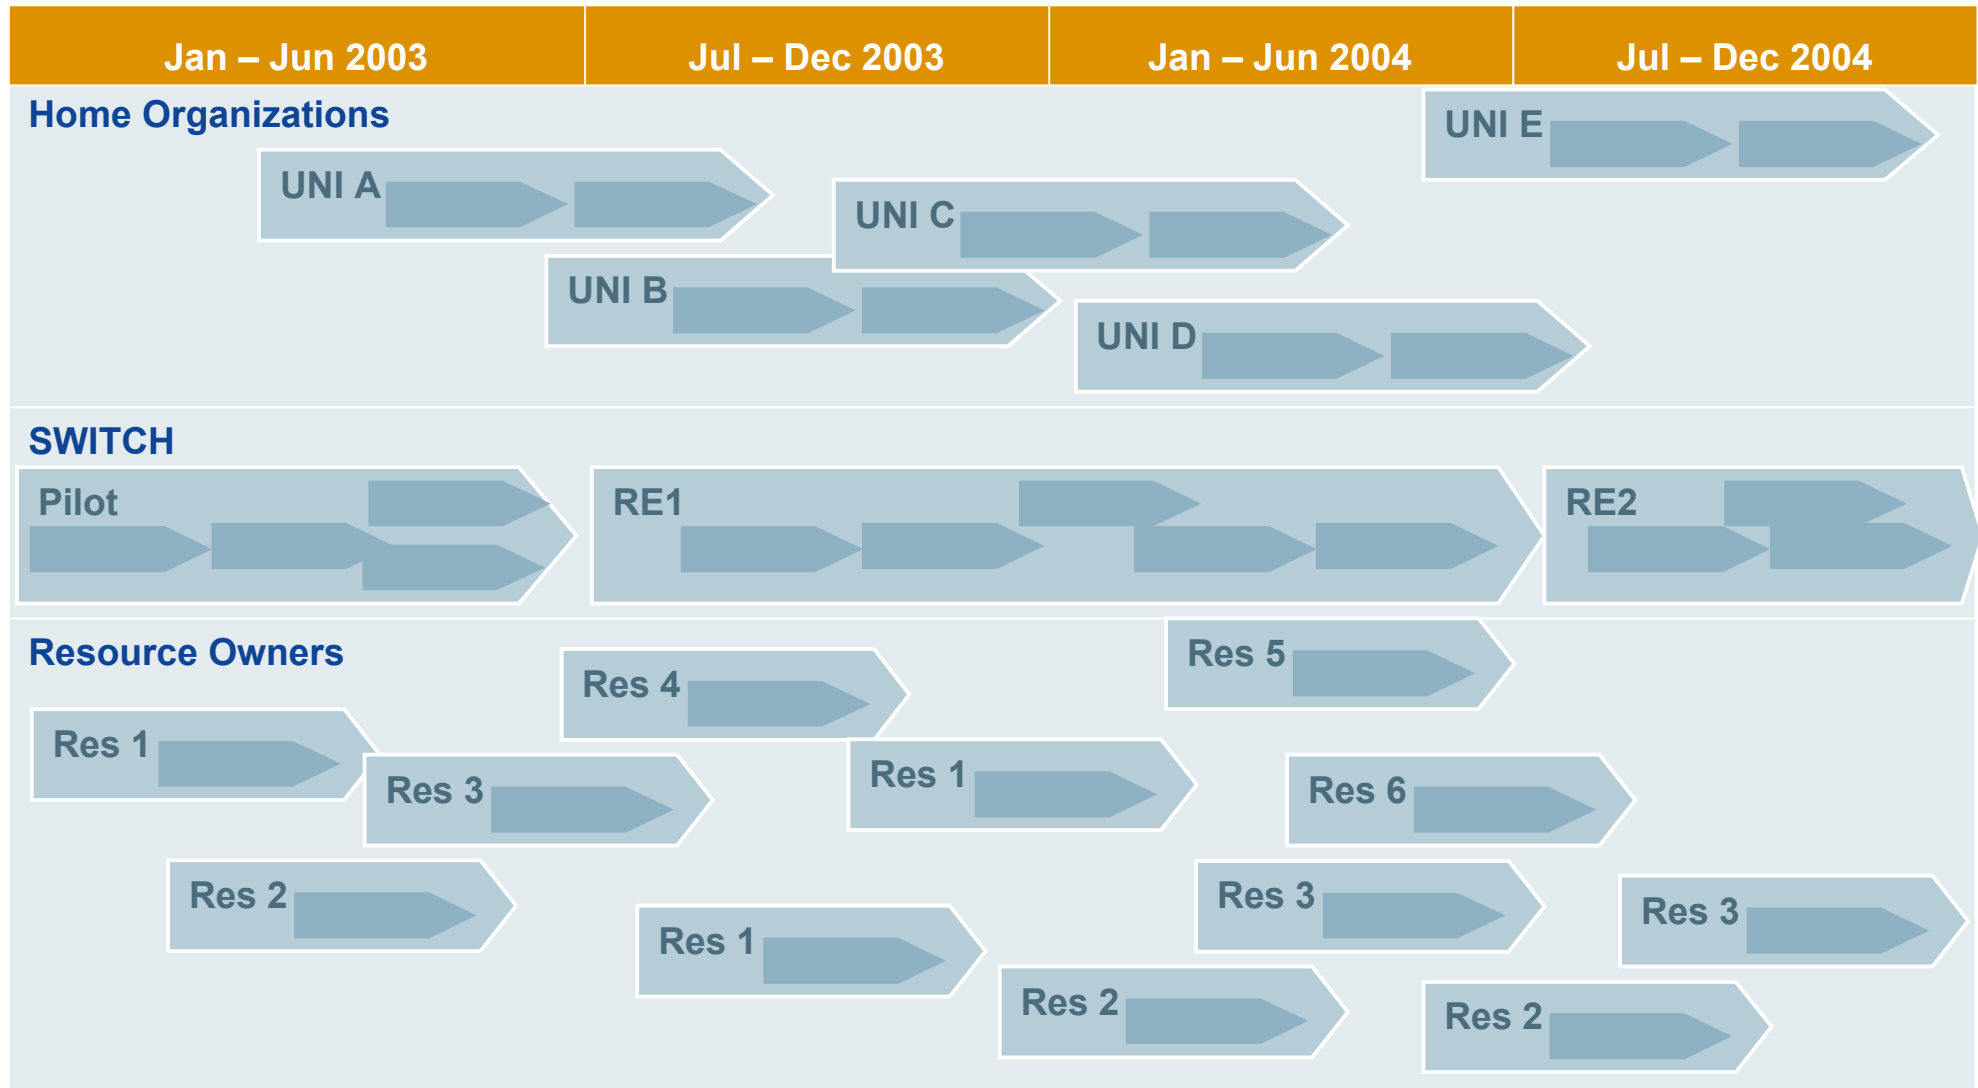 Jan – Jun 2003
Jul – Dec 2003
Jan – Jun 2004
Jul – Dec 2004
Home Organizations
UNI A
UNI B
UNI C
UNI D
UNI E
SWITCH
Pilot
RE1
RE2
Resource Owners
Res 4
Res 5
Res 1
Res 3
Res 1
Res 6
Res 2
Res 1
Res 3
Res 3
Res 2
Res 2